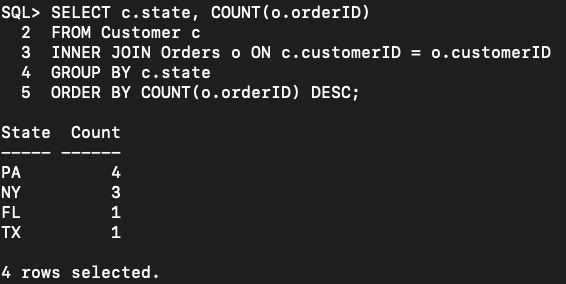 SQL> SELECT c.state, COUNT(o.orderID)
  2  FROM Customer c
  3  INNER JOIN Orders o ON c.customerID = o.customerID
  4  GROUP BY c.state
  5  ORDER BY COUNT(o.orderID) DESC;

State  Count
----- ------
PA         4
NY         3
FL         1
TX         1

4 rows selected.